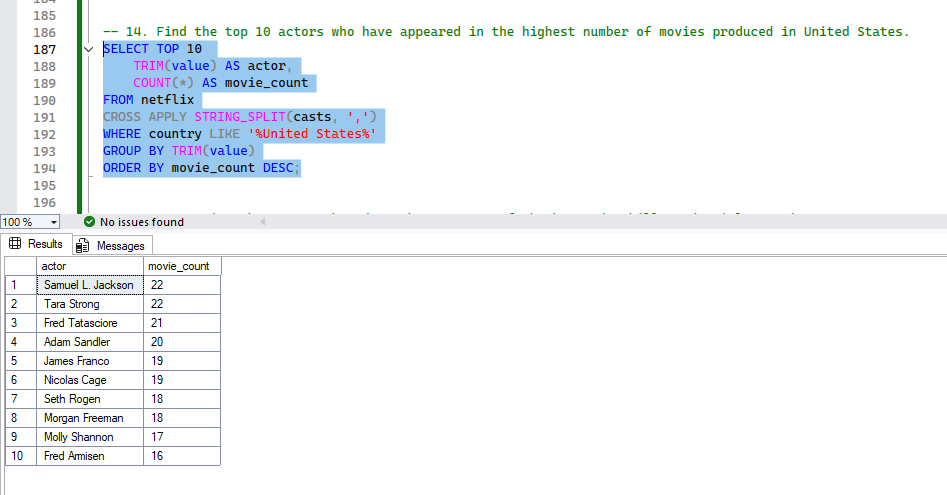 185
186 -- 14. Find the top 10 actors who have appeared in the highest number of movies produced in United States.
187 SELECT TOP 10
188 TRIM(value) AS actor,
189 COUNT(*) AS movie_count
190 FROM netflix
191 CROSS APPLY STRING_SPLIT(casts, ',')
192 WHERE country LIKE '%United States%'
193 GROUP BY TRIM(value)
194 ORDER BY movie_count DESC;
195
196
100 % No issues found
Results Messages
actor movie_count
1 Samuel L. Jackson 22
2 Tara Strong 22
3 Fred Tatasciore 21
4 Adam Sandler 20
5 James Franco 19
6 Nicolas Cage 19
7 Seth Rogen 18
8 Morgan Freeman 18
9 Molly Shannon 17
10 Fred Armisen 16